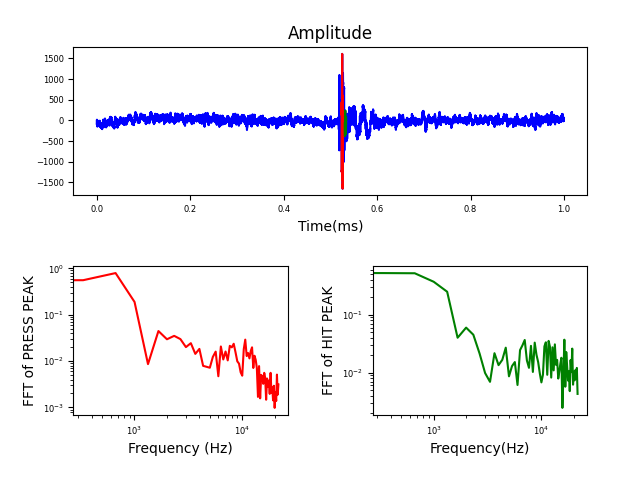 Amplitude
1500
1000
500
0
−500
−1000
−1500
0.0 0.2 0.4 0.6 0.8 1.0
Time(ms)
FFT of PRESS PEAK
10⁰
10⁻¹
10⁻²
10⁻³
10³ 10⁴
Frequency (Hz)
FFT of HIT PEAK
10⁻¹
10⁻²
10³ 10⁴
Frequency(Hz)